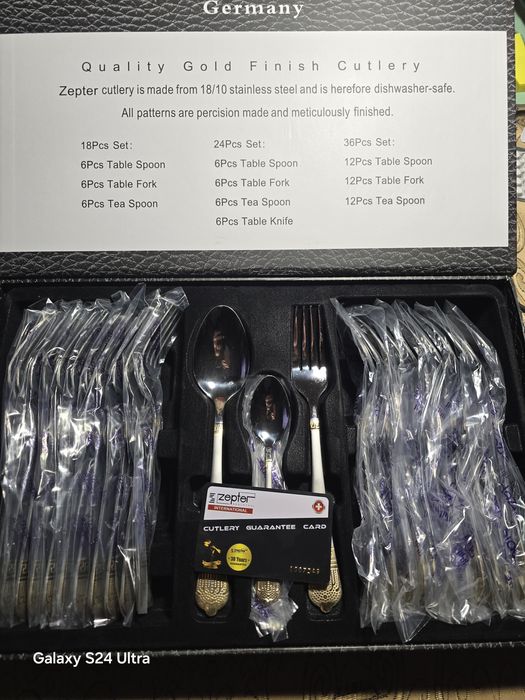 Germany
Quality Gold Finish Cutlery
Zepter cutlery is made from 18/10 stainless steel and is herefore dishwasher-safe.
All patterns are percision made and meticulously finished.
18Pcs Set:
6Pcs Table Spoon
6Pcs Table Fork
6Pcs Tea Spoon
24Pcs Set:
6Pcs Table Spoon
6Pcs Table Fork
6Pcs Tea Spoon
6Pcs Table Knife
36Pcs Set:
12Pcs Table Spoon
12Pcs Table Fork
12Pcs Tea Spoon
zepter
INTERNATIONAL
CUTLERY GUARANTEE CARD
30 Years
Galaxy S24 Ultra